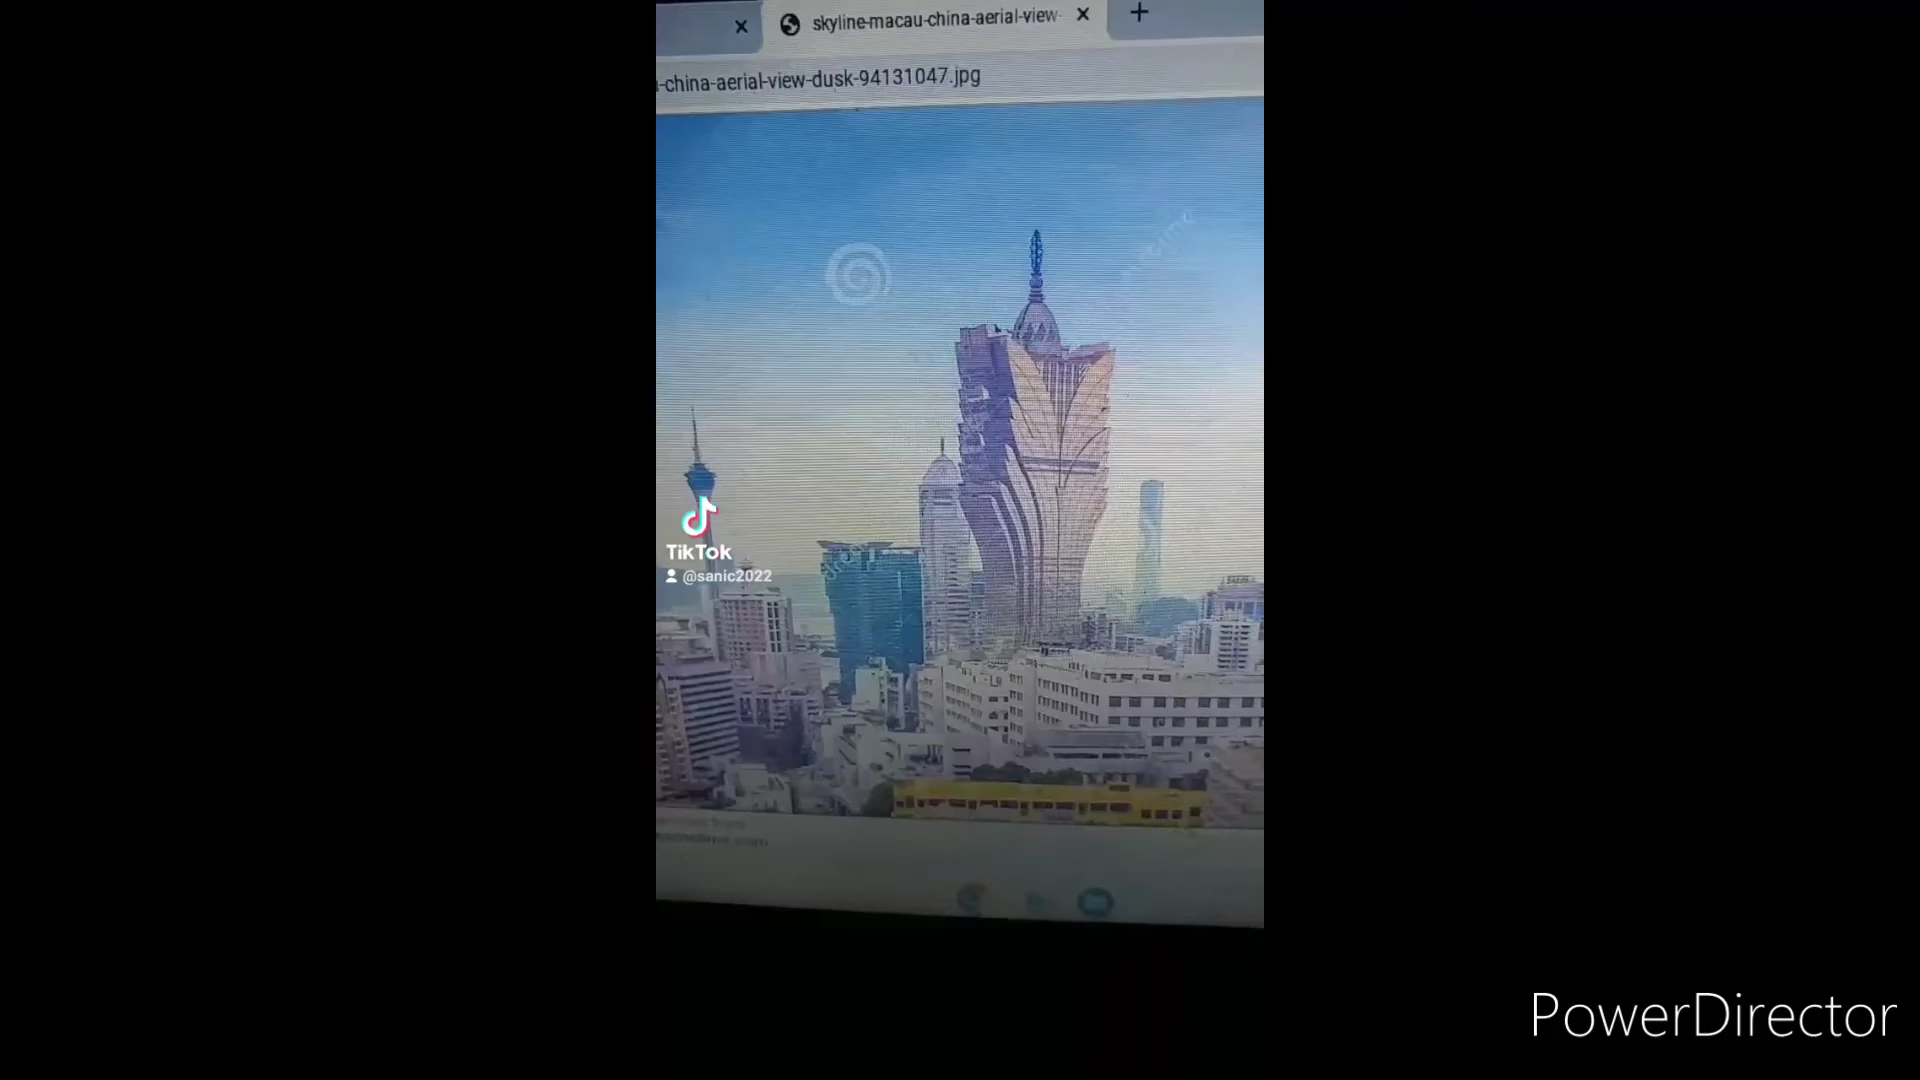 skyline-macau-china-aerial-view-
-china-aerial-view-dusk-94131047.jpg
TikTok
@sanic2022
PowerDirector